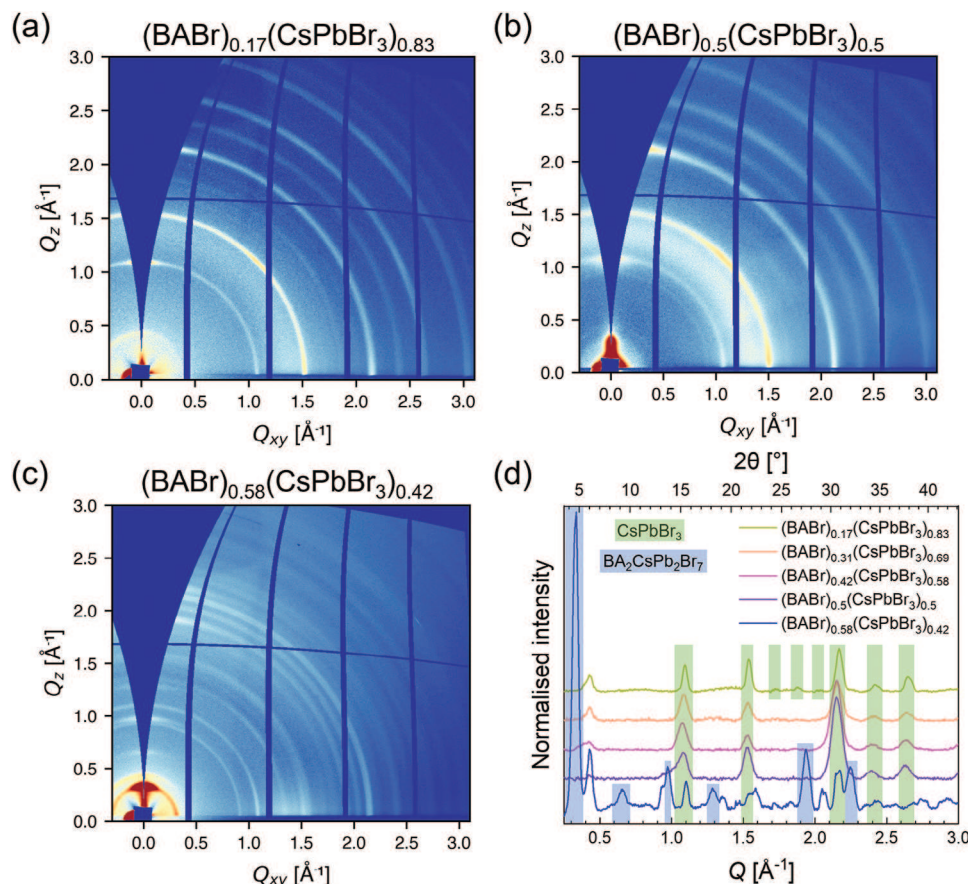 (a)
(BABr)₀.₁₇(CsPbBr₃)₀.₈₃
3.0
2.5
2.0
1.5
1.0
0.5
0.0
Q_z [Å⁻¹]
0.0 0.5 1.0 1.5 2.0 2.5 3.0
Q_xy [Å⁻¹]
(b)
(BABr)₀.₅(CsPbBr₃)₀.₅
3.0
2.5
2.0
1.5
1.0
0.5
0.0
Q_z [Å⁻¹]
0.0 0.5 1.0 1.5 2.0 2.5 3.0
Q_xy [Å⁻¹]
(c)
(BABr)₀.₅₈(CsPbBr₃)₀.₄₂
3.0
2.5
2.0
1.5
1.0
0.5
0.0
Q_z [Å⁻¹]
0.0 0.5 1.0 1.5 2.0 2.5 3.0
Q_xy [Å⁻¹]
(d)
2θ [°]
5 10 15 20 25 30 35 40
CsPbBr₃
BA₂CsPb₂Br₇
(BABr)₀.₁₇(CsPbBr₃)₀.₈₃
(BABr)₀.₃₁(CsPbBr₃)₀.₆₉
(BABr)₀.₄₂(CsPbBr₃)₀.₅₈
(BABr)₀.₅(CsPbBr₃)₀.₅
(BABr)₀.₅₈(CsPbBr₃)₀.₄₂
Normalised intensity
0.5 1.0 1.5 2.0 2.5 3.0
Q [Å⁻¹]